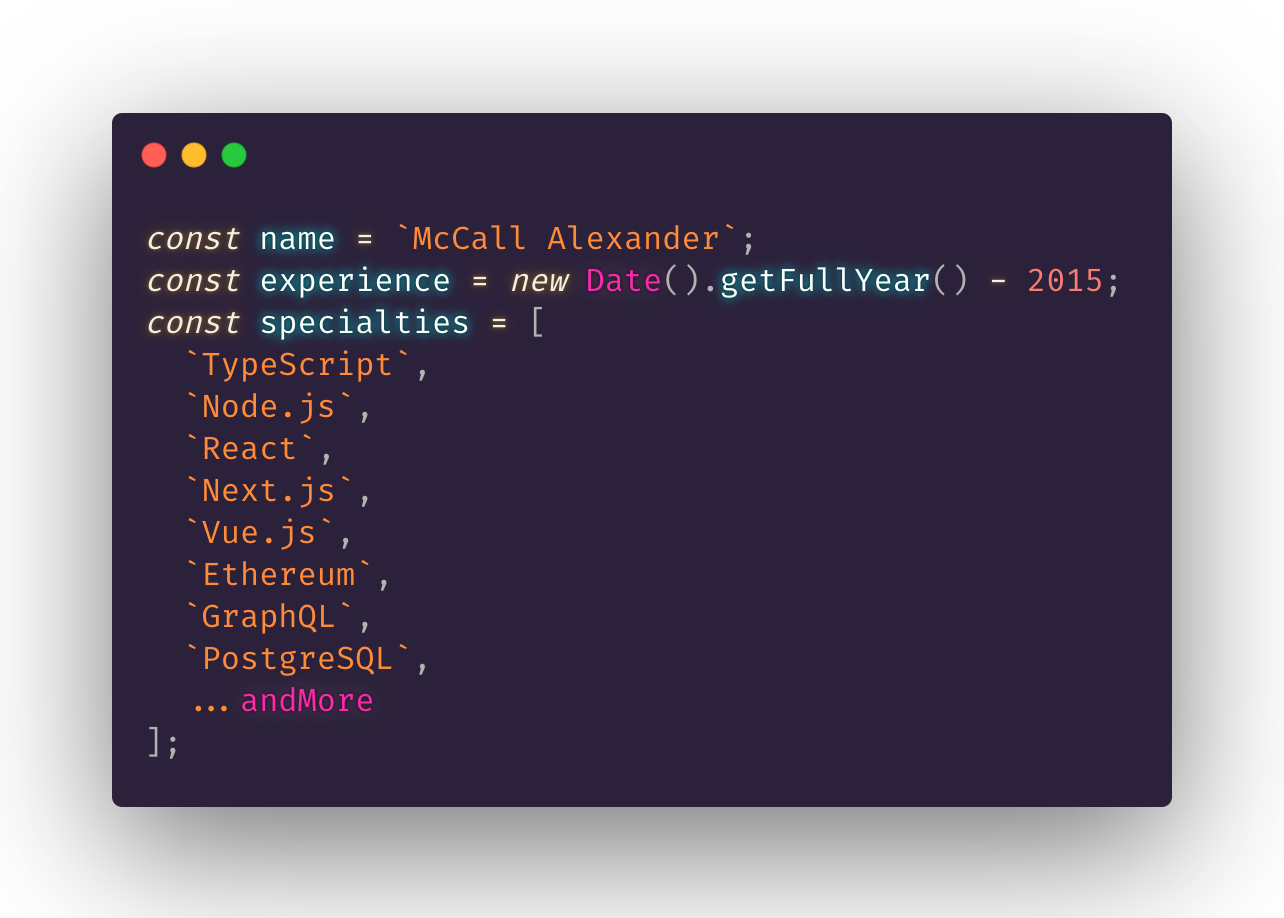 const name = `McCall Alexander`;
const experience = new Date().getFullYear() - 2015;
const specialties = [
  `TypeScript`,
  `Node.js`,
  `React`,
  `Next.js`,
  `Vue.js`,
  `Ethereum`,
  `GraphQL`,
  `PostgreSQL`,
  ...andMore
];